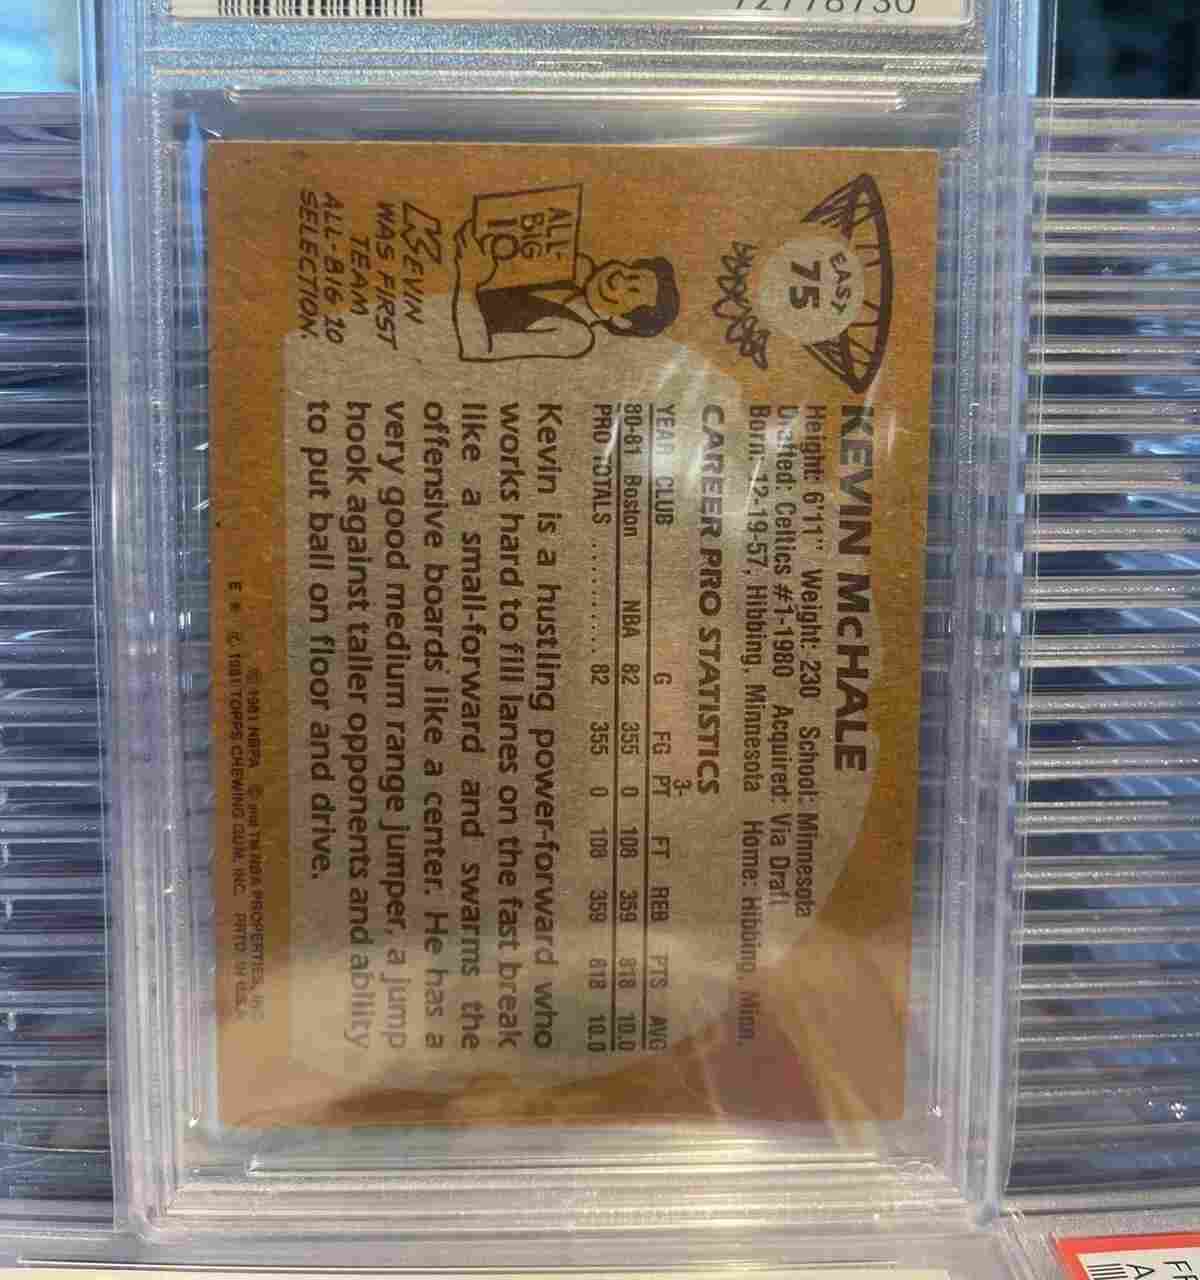 72778730
EAST
75
KEVIN McHALE
Height: 6'11" Weight: 230 School: Minnesota
Drafted: Celtics #1-1980 Acquired: Via Draft
Born: 12-19-57, Hibbing, Minnesota Home: Hibbing, Minn.
CAREER PRO STATISTICS
YEAR CLUB G FG 3-PT FT REB PTS AVG
80-81 Boston NBA 82 355 0 108 359 818 10.0
PRO TOTALS .......... 82 355 0 108 359 818 10.0
Kevin is a hustling power-forward who
works hard to fill lanes on the fast break
like a small-forward and swarms the
offensive boards like a center. He has a
very good medium range jumper, a jump
hook against taller opponents and ability
to put ball on floor and drive.
ALL-
BIG
10
KEVIN
WAS FIRST
TEAM
ALL-BIG 10
SELECTION.
© 1981 NBPA © and TM NBA PROPERTIES, INC.
E * © 1981 TOPPS CHEWING GUM, INC. PRTD. IN U.S.A.